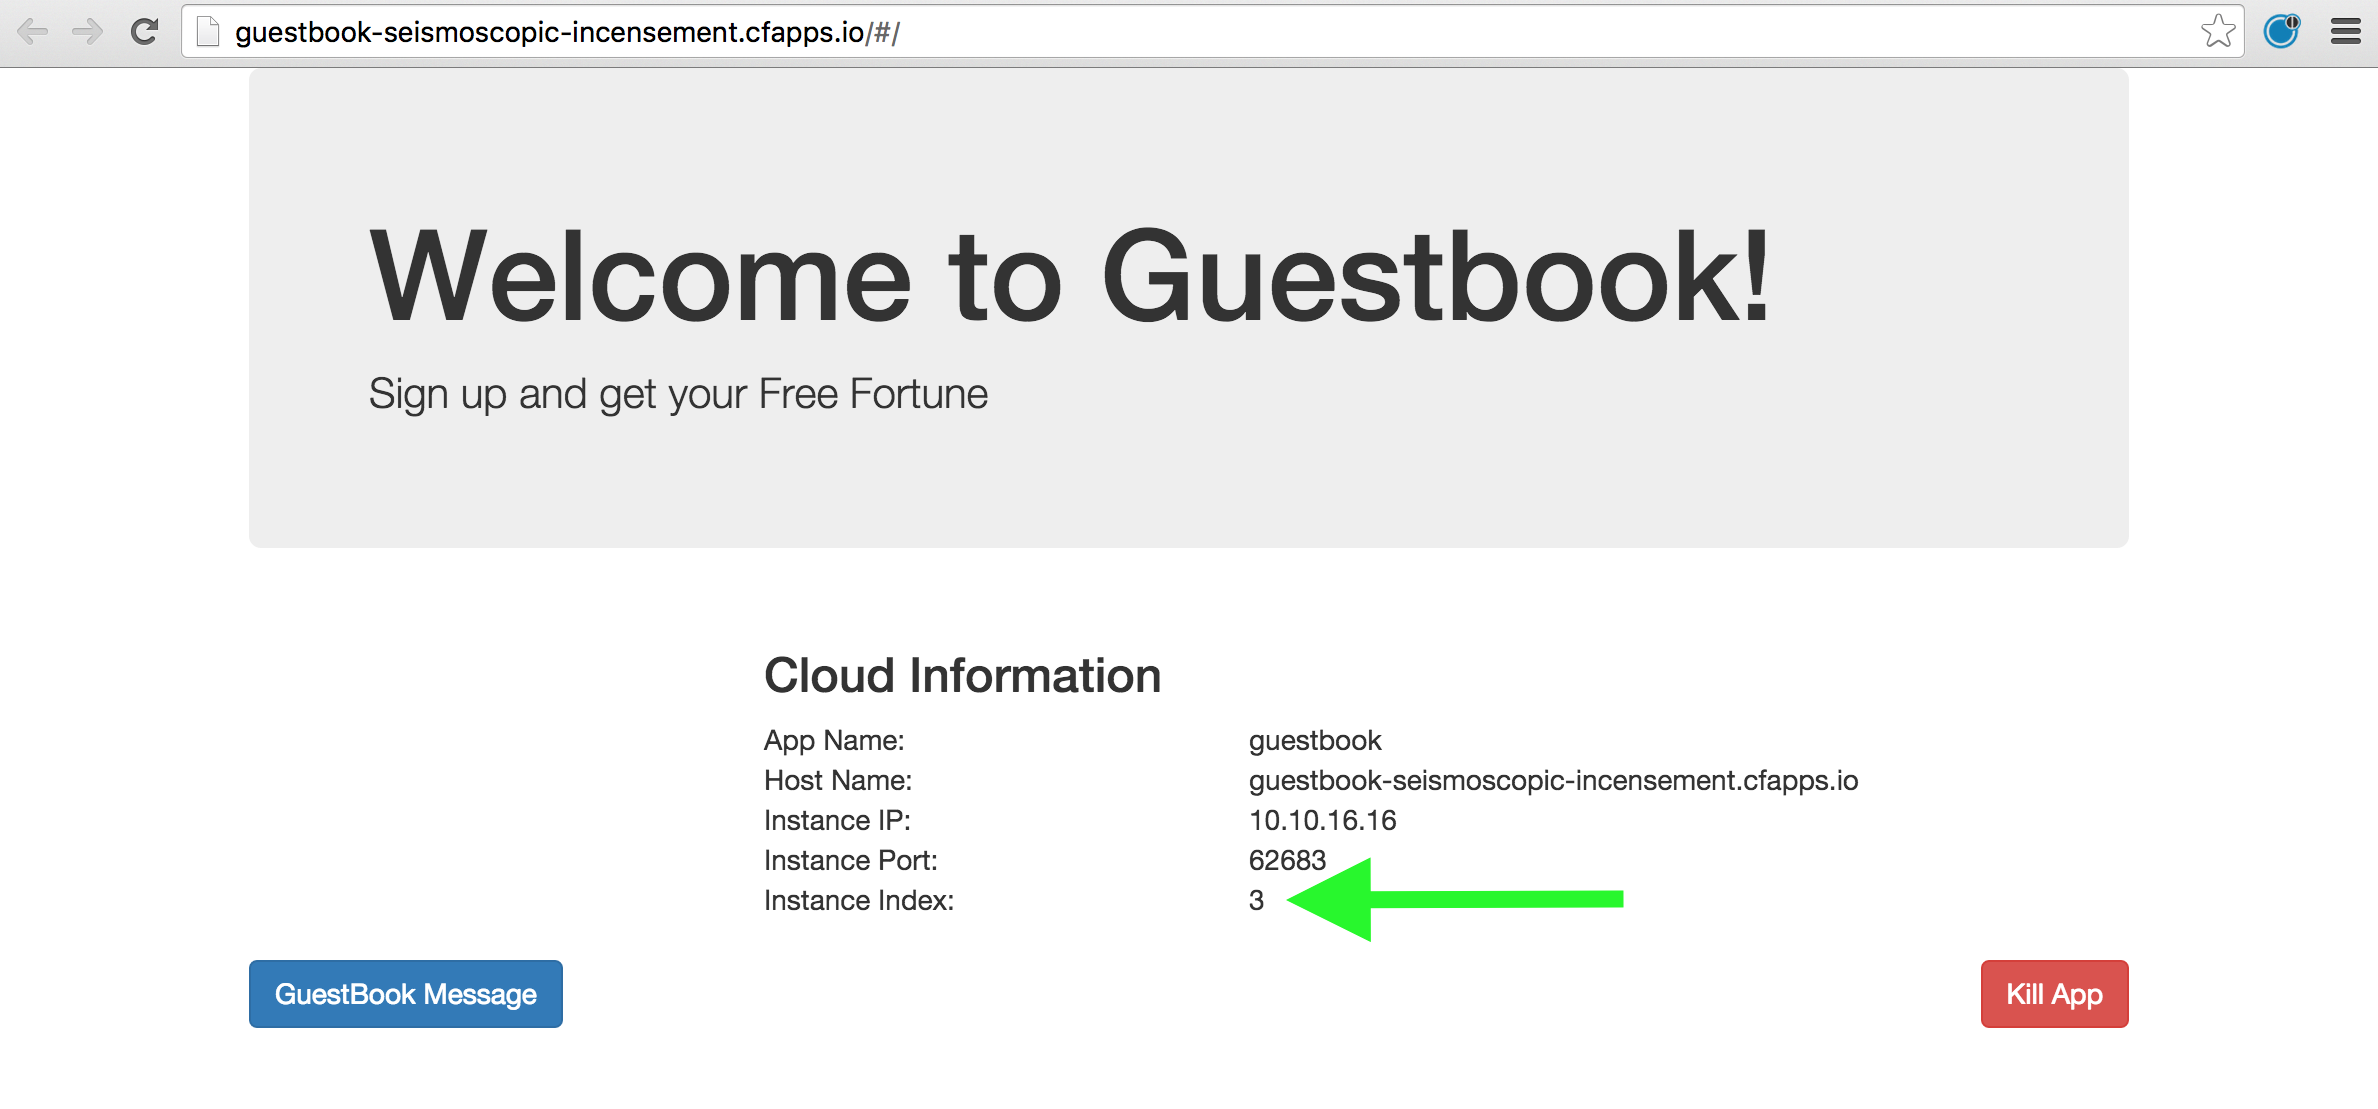 guestbook-seismoscopic-incensement.cfapps.io/#/
Welcome to Guestbook!
Sign up and get your Free Fortune
Cloud Information
App Name: guestbook
Host Name: guestbook-seismoscopic-incensement.cfapps.io
Instance IP: 10.10.16.16
Instance Port: 62683
Instance Index: 3
GuestBook Message Kill App